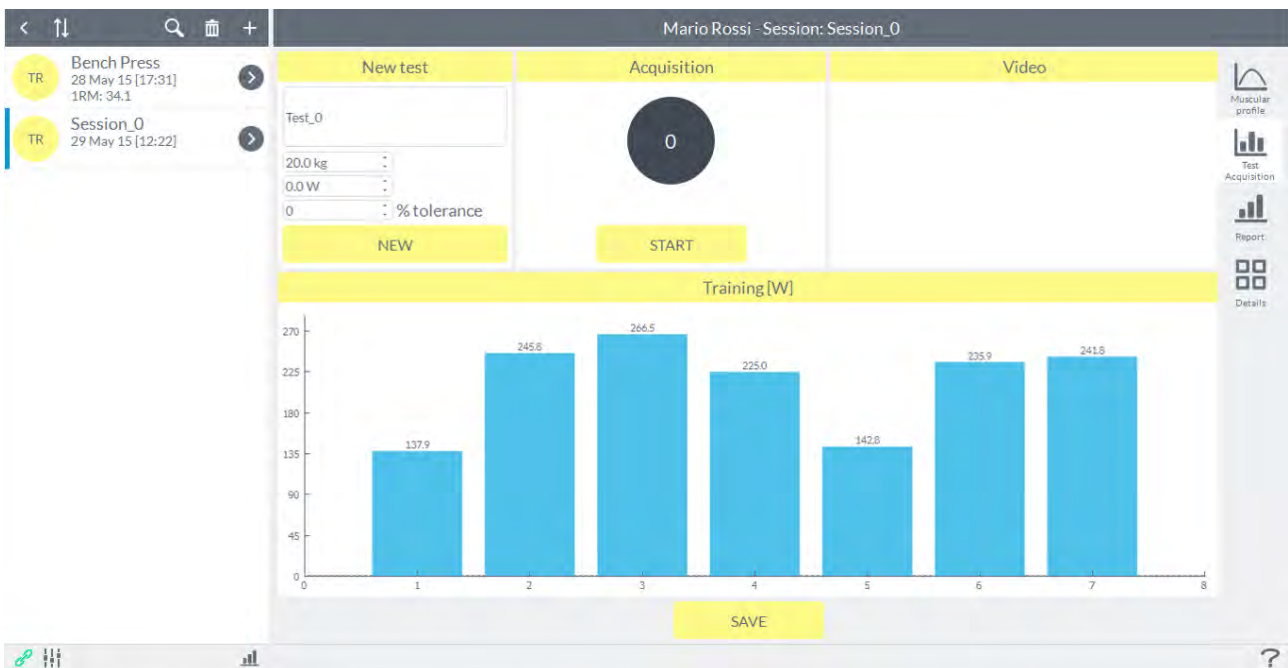 Mario Rossi - Session: Session_0
TR
Bench Press
28 May 15 [17:31]
1RM: 34.1
TR
Session_0
29 May 15 [12:22]
New test
Test_0
20.0 kg
0.0 W
0
% tolerance
NEW
Acquisition
0
START
Video
Muscular
profile
Test
Acquisition
Report
Details
Training [W]
270
225
180
135
90
45
0
137.9
245.8
266.5
225.0
142.8
235.9
241.8
0 1 2 3 4 5 6 7 8
SAVE
?